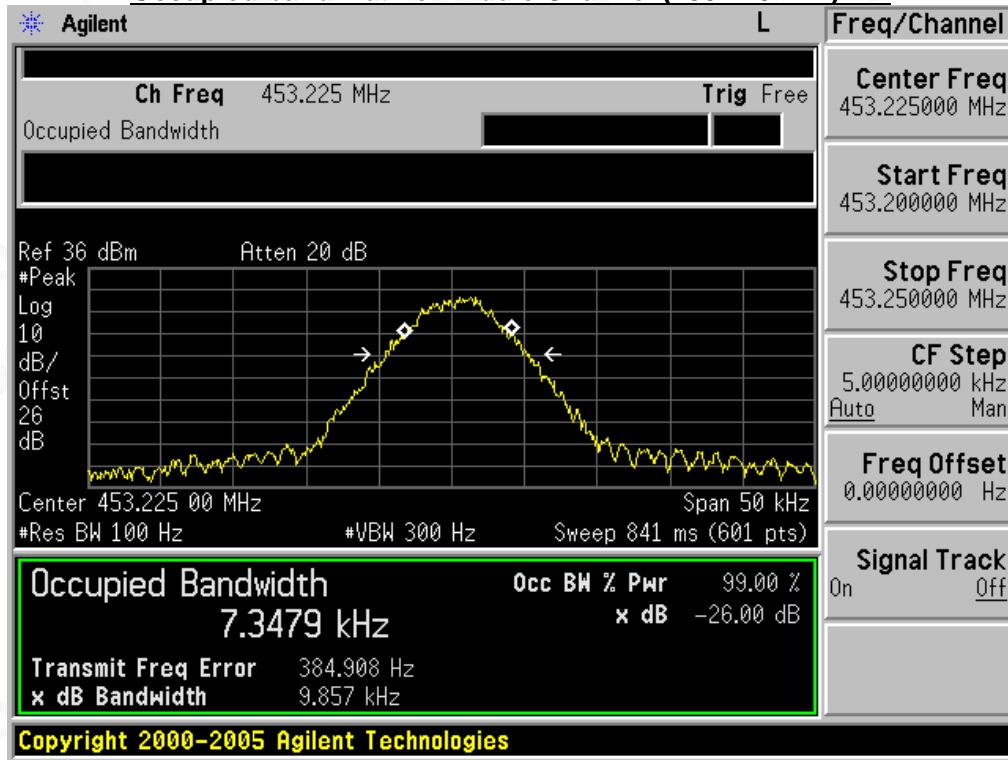 Agilent
L
Freq/Channel
Ch Freq 453.225 MHz
Trig Free
Occupied Bandwidth
Center Freq
453.225000 MHz
Start Freq
453.200000 MHz
Stop Freq
453.250000 MHz
CF Step
5.00000000 kHz
Auto Man
Freq Offset
0.00000000 Hz
Signal Track
On Off
Ref 36 dBm
Atten 20 dB
#Peak
Log
10
dB/
Offst
26
dB
Center 453.225 00 MHz
Span 50 kHz
#Res BW 100 Hz
#VBW 300 Hz
Sweep 841 ms (601 pts)
Occupied Bandwidth
7.3479 kHz
Occ BW % Pwr 99.00 %
x dB -26.00 dB
Transmit Freq Error 384.908 Hz
x dB Bandwidth 9.857 kHz
Copyright 2000-2005 Agilent Technologies